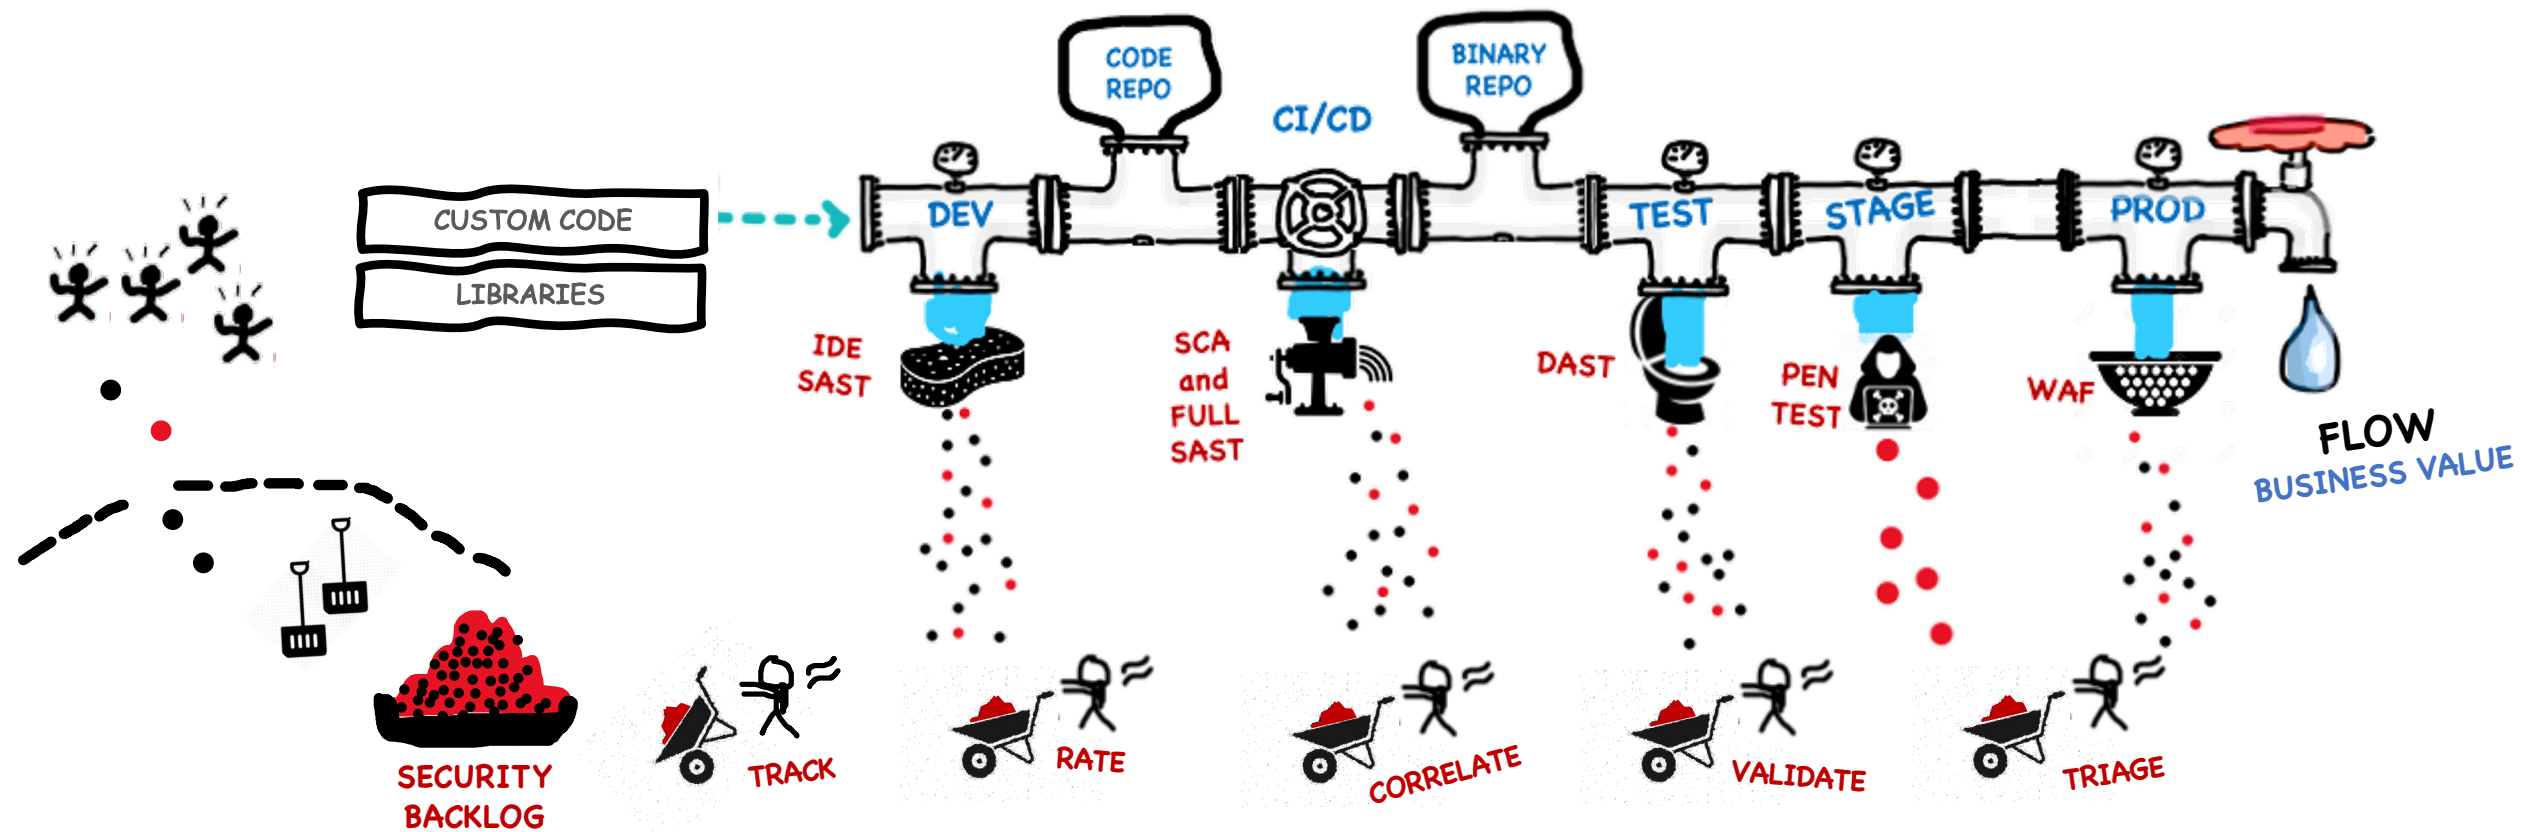 CODE
REPO
CI/CD
BINARY
REPO
CUSTOM CODE
LIBRARIES
DEV
TEST
STAGE
PROD
IDE
SAST
SCA
and
FULL
SAST
DAST
PEN
TEST
WAF
FLOW
BUSINESS VALUE
SECURITY
BACKLOG
TRACK
RATE
CORRELATE
VALIDATE
TRIAGE